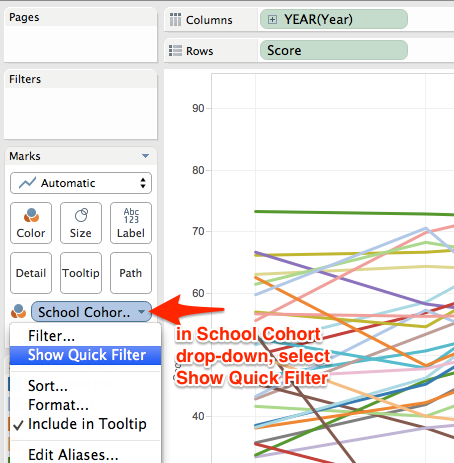 Pages
Columns
YEAR(Year)
Rows
Score
Filters
Marks
Automatic
Color
Size
Abc
123
Label
Detail
Tooltip
Path
School Cohor..
Filter...
Show Quick Filter
Sort...
Format...
Include in Tooltip
Edit Aliases...
90
80
70
60
50
40
in School Cohort
drop-down, select
Show Quick Filter